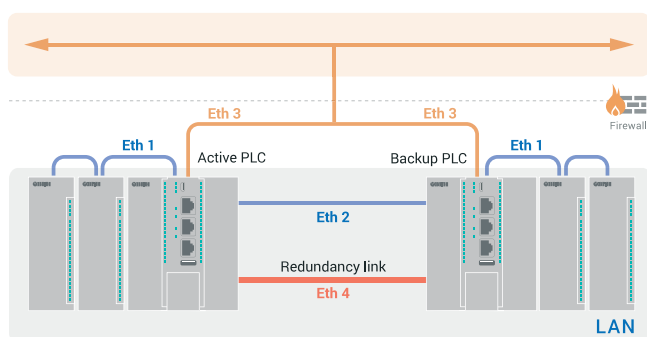 Eth 3
Eth 3
Firewall
Eth 1
Eth 1
Active PLC
Backup PLC
Eth 2
Redundancy link
Eth 4
LAN